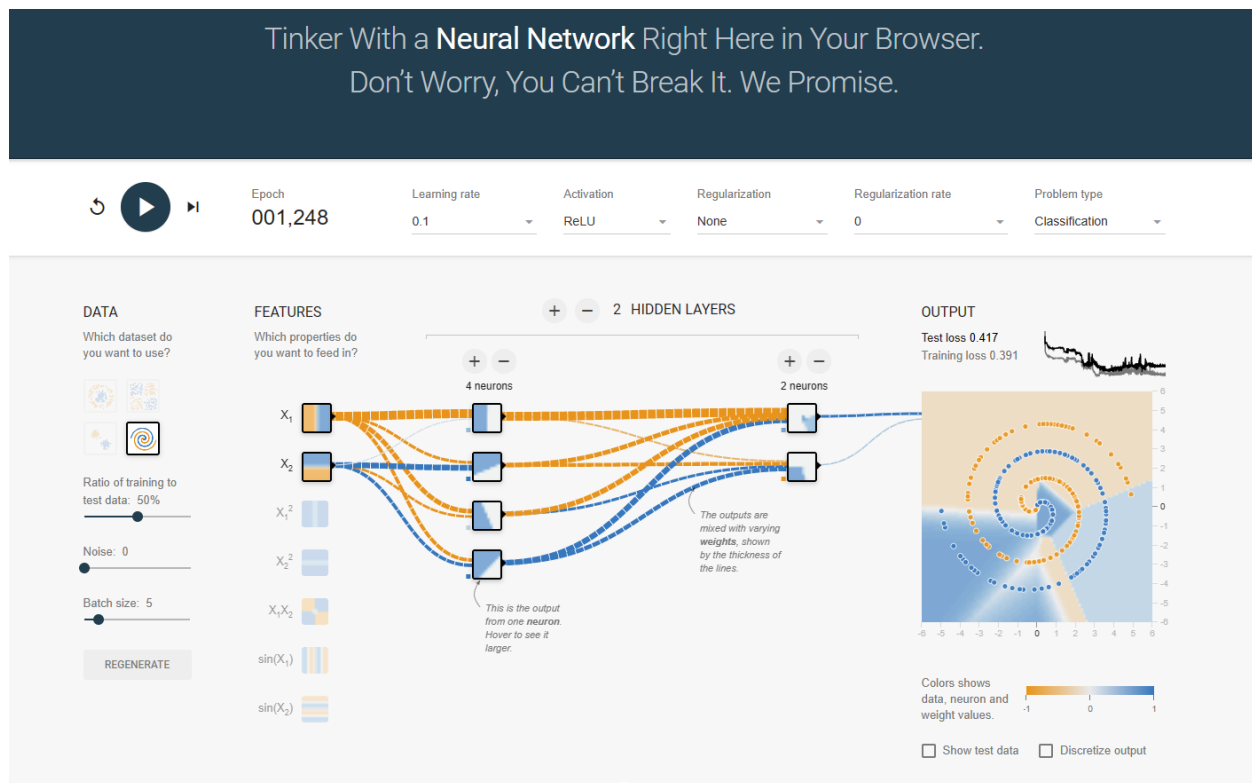 Tinker With a Neural Network Right Here in Your Browser.
Don't Worry, You Can't Break It. We Promise.
Epoch
001,248
Learning rate
0.1
Activation
ReLU
Regularization
None
Regularization rate
0
Problem type
Classification
DATA
Which dataset do
you want to use?
Ratio of training to
test data: 50%
Noise: 0
Batch size: 5
REGENERATE
FEATURES
Which properties do
you want to feed in?
X₁
X₂
X₁²
X₂²
X₁X₂
sin(X₁)
sin(X₂)
+ − 2 HIDDEN LAYERS
+ −
4 neurons
+ −
2 neurons
This is the output
from one neuron.
Hover to see it
larger.
The outputs are
mixed with varying
weights, shown
by the thickness of
the lines.
OUTPUT
Test loss 0.417
Training loss 0.391
6
5
4
3
2
1
0
-1
-2
-3
-4
-5
-6
-6 -5 -4 -3 -2 -1 0 1 2 3 4 5 6
Colors shows
data, neuron and
weight values.
-1 0 1
Show test data
Discretize output